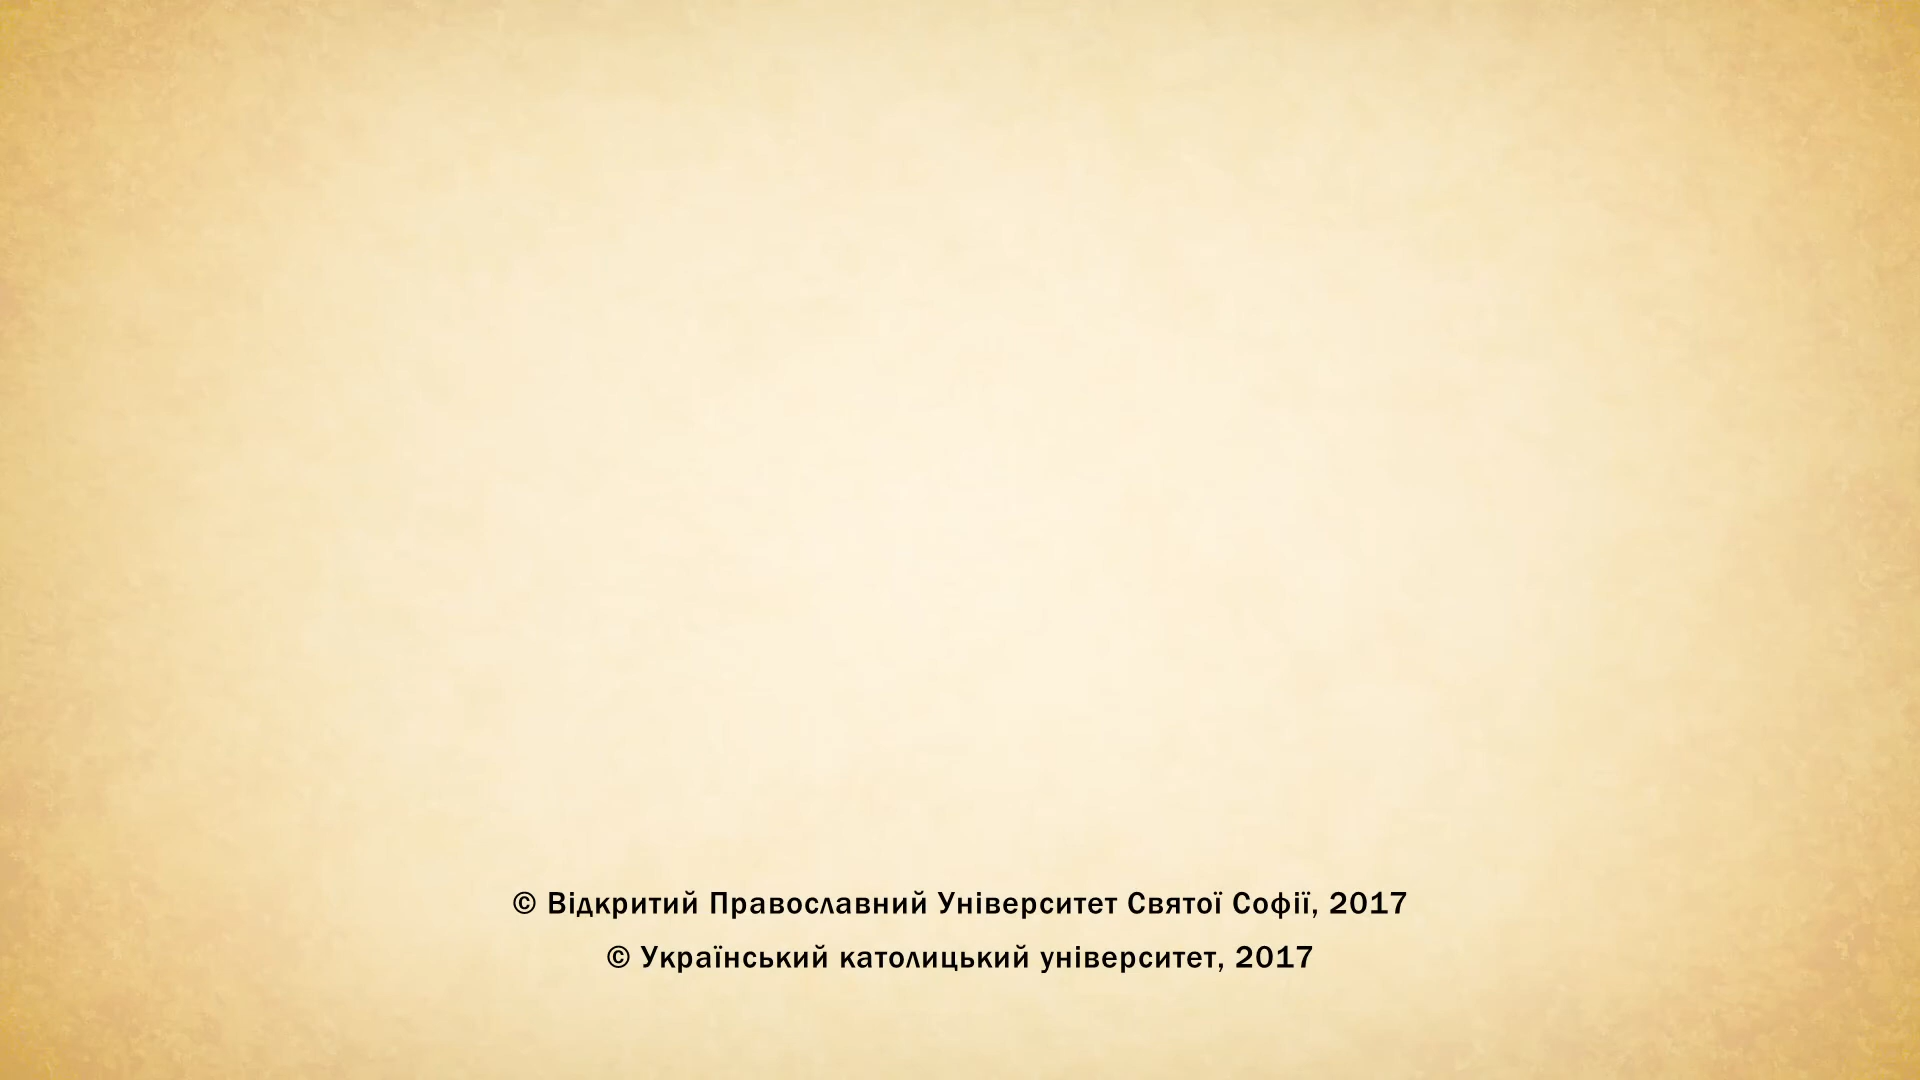 © Відкритий Православний Університет Святої Софії, 2017
© Український католицький університет, 2017